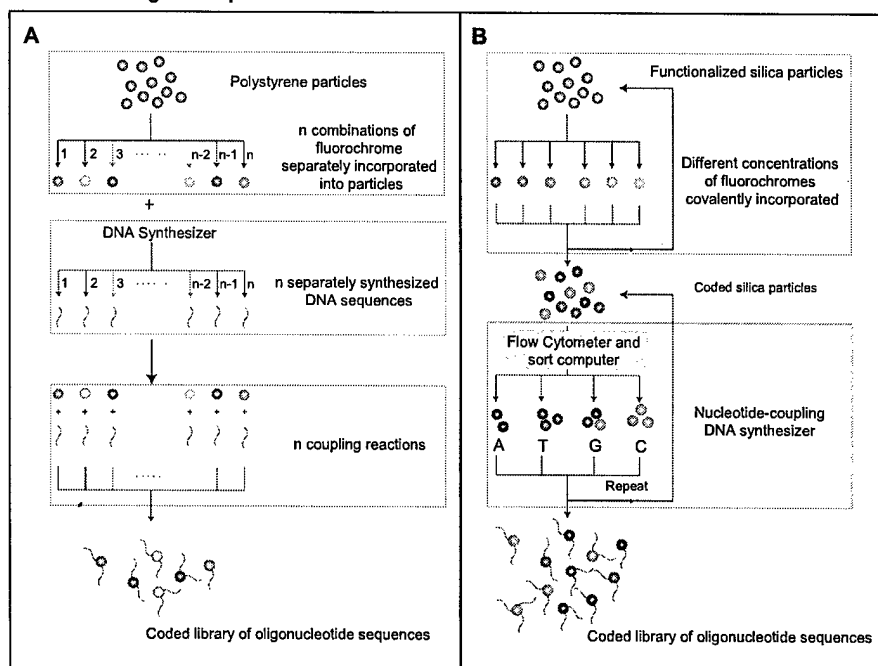 A
Polystyrene particles
n combinations of
fluorochrome
separately incorporated
into particles
1 2 3 ..... n-2 n-1 n
+
DNA Synthesizer
1 2 3 ..... n-2 n-1 n
n separately synthesized
DNA sequences
+ + + + + +
n coupling reactions
.....
Coded library of oligonucleotide sequences
B
Functionalized silica particles
Different concentrations
of fluorochromes
covalently incorporated
Coded silica particles
Flow Cytometer and
sort computer
A T G C
Nucleotide-coupling
DNA synthesizer
Repeat
Coded library of oligonucleotide sequences